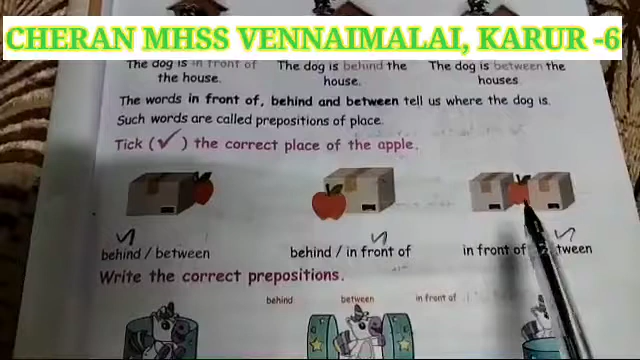 CHERAN MHSS VENNAIMALAI, KARUR -6
The dog is in front of the house.
The dog is behind the house.
The dog is between the houses.
The words in front of, behind and between tell us where the dog is.
Such words are called prepositions of place.
Tick (✓) the correct place of the apple.
behind / between
behind / in front of
in front of
Write the correct prepositions.
behind between in front of